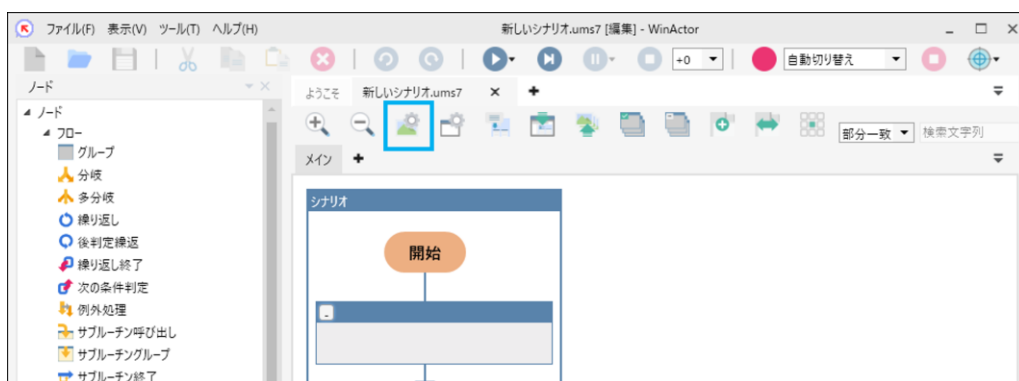 ファイル(F) 表示(V) ツール(T) ヘルプ(H)
新しいシナリオ.ums7 [編集] - WinActor
+0
自動切り替え
ノード
ようこそ 新しいシナリオ.ums7
ノード
フロー
グループ
分岐
多分岐
繰り返し
後判定繰返
繰り返し終了
次の条件判定
例外処理
サブルーチン呼び出し
サブルーチングループ
サブルーチン終了
部分一致 検索文字列
メイン
シナリオ
開始